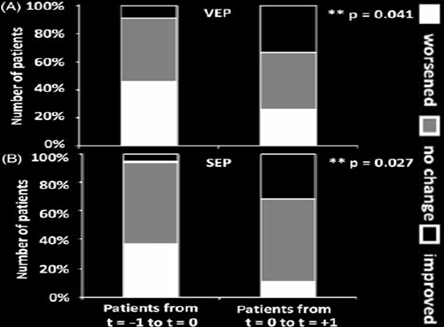 (A)
Number of patients
100%
80%
60%
40%
20%
0%
VEP
** p = 0.041
(B)
Number of patients
100%
80%
60%
40%
20%
0%
SEP
** p = 0.027
Patients from
t = –1 to t = 0
Patients from
t = 0 to t = +1
worsened
no change
improved